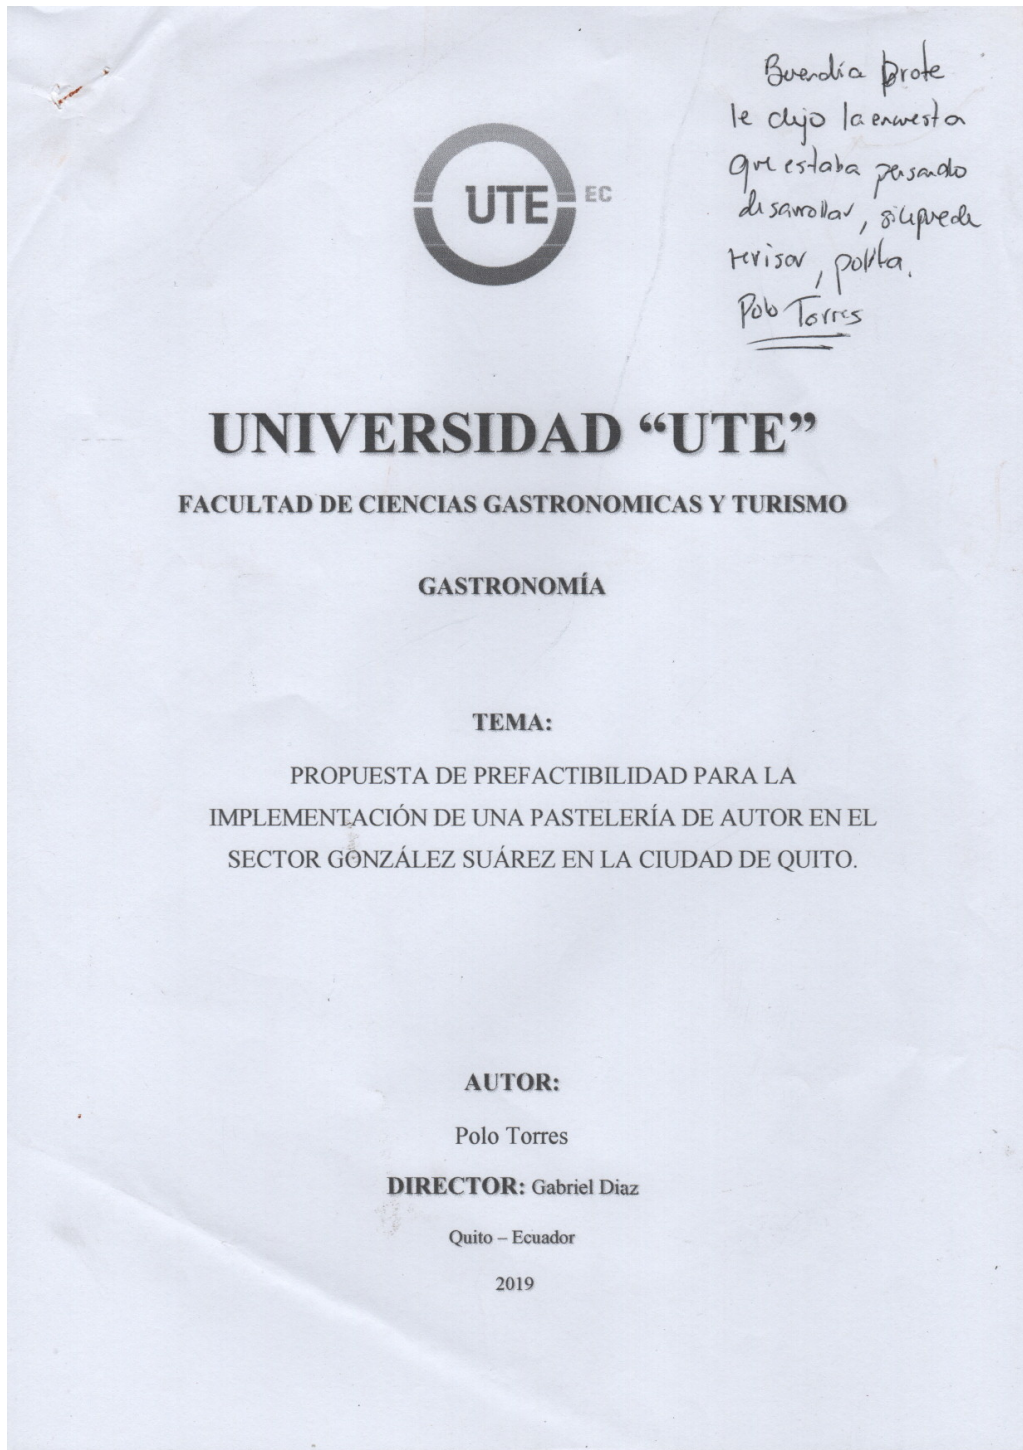 Buendía profe
le dejo la encuesta
que estaba pensando
desarrollar, si le puede
revisar, porfa.
Polo Torres
UTE EC
UNIVERSIDAD “UTE”
FACULTAD DE CIENCIAS GASTRONOMICAS Y TURISMO
GASTRONOMÍA
TEMA:
PROPUESTA DE PREFACTIBILIDAD PARA LA
IMPLEMENTACIÓN DE UNA PASTELERÍA DE AUTOR EN EL
SECTOR GONZÁLEZ SUÁREZ EN LA CIUDAD DE QUITO.
AUTOR:
Polo Torres
DIRECTOR: Gabriel Diaz
Quito – Ecuador
2019